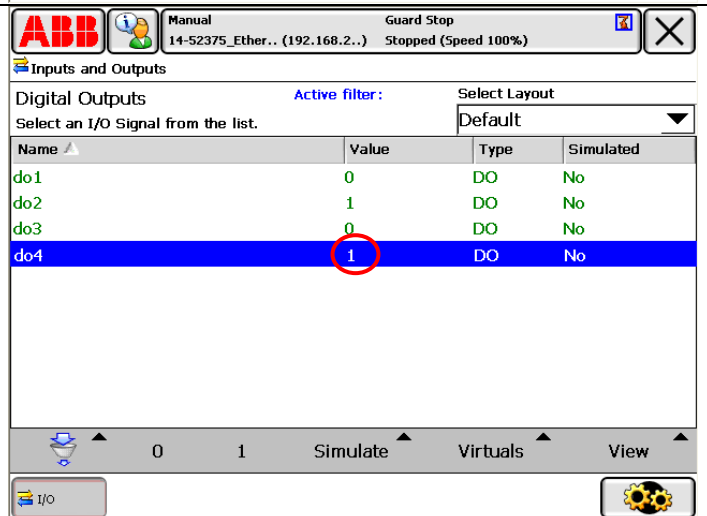 ABB
Manual Guard Stop
14-52375_Ether.. (192.168.2..) Stopped (Speed 100%)
Inputs and Outputs
Digital Outputs Active filter: Select Layout
Select an I/O Signal from the list. Default
Name Value Type Simulated
do1 0 DO No
do2 1 DO No
do3 0 DO No
do4 1 DO No
0 1 Simulate Virtuals View
I/O